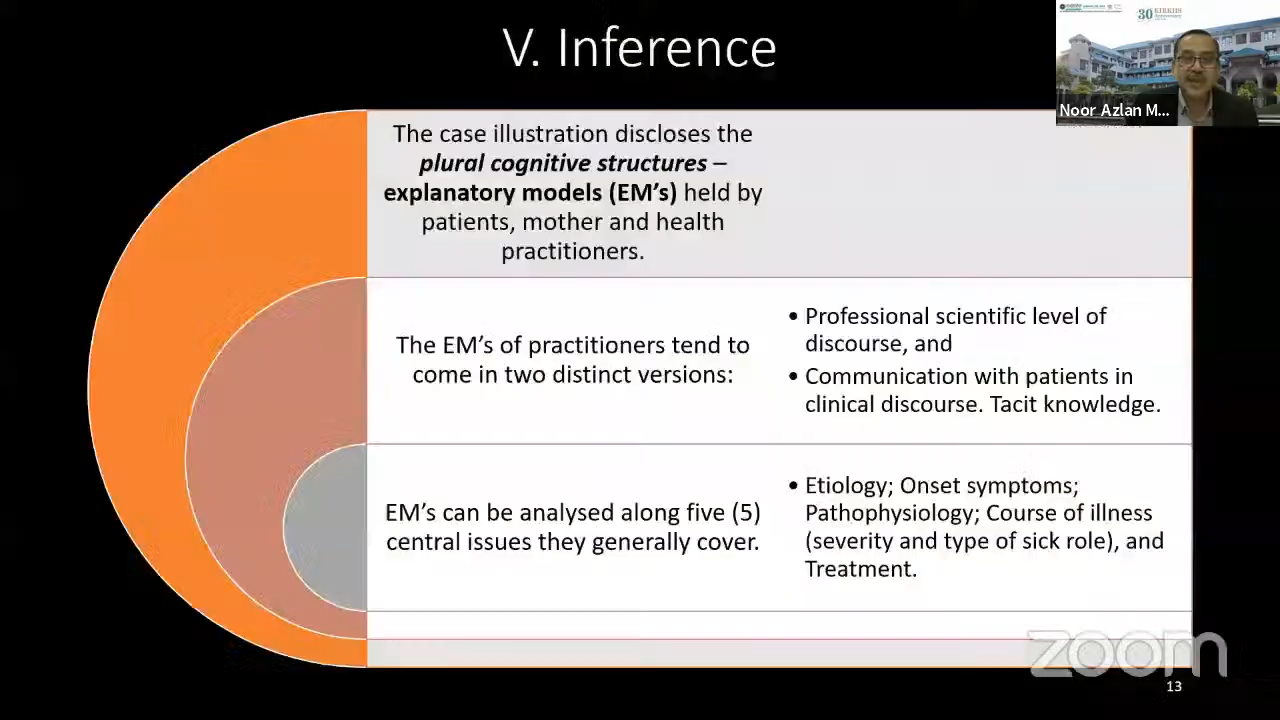 V. Inference
30
Noor Azlan M...
The case illustration discloses the
plural cognitive structures –
explanatory models (EM's) held by
patients, mother and health
practitioners.
The EM's of practitioners tend to
come in two distinct versions:
• Professional scientific level of
discourse, and
• Communication with patients in
clinical discourse. Tacit knowledge.
EM's can be analysed along five (5)
central issues they generally cover.
• Etiology; Onset symptoms;
Pathophysiology; Course of illness
(severity and type of sick role), and
Treatment.
zoom
13